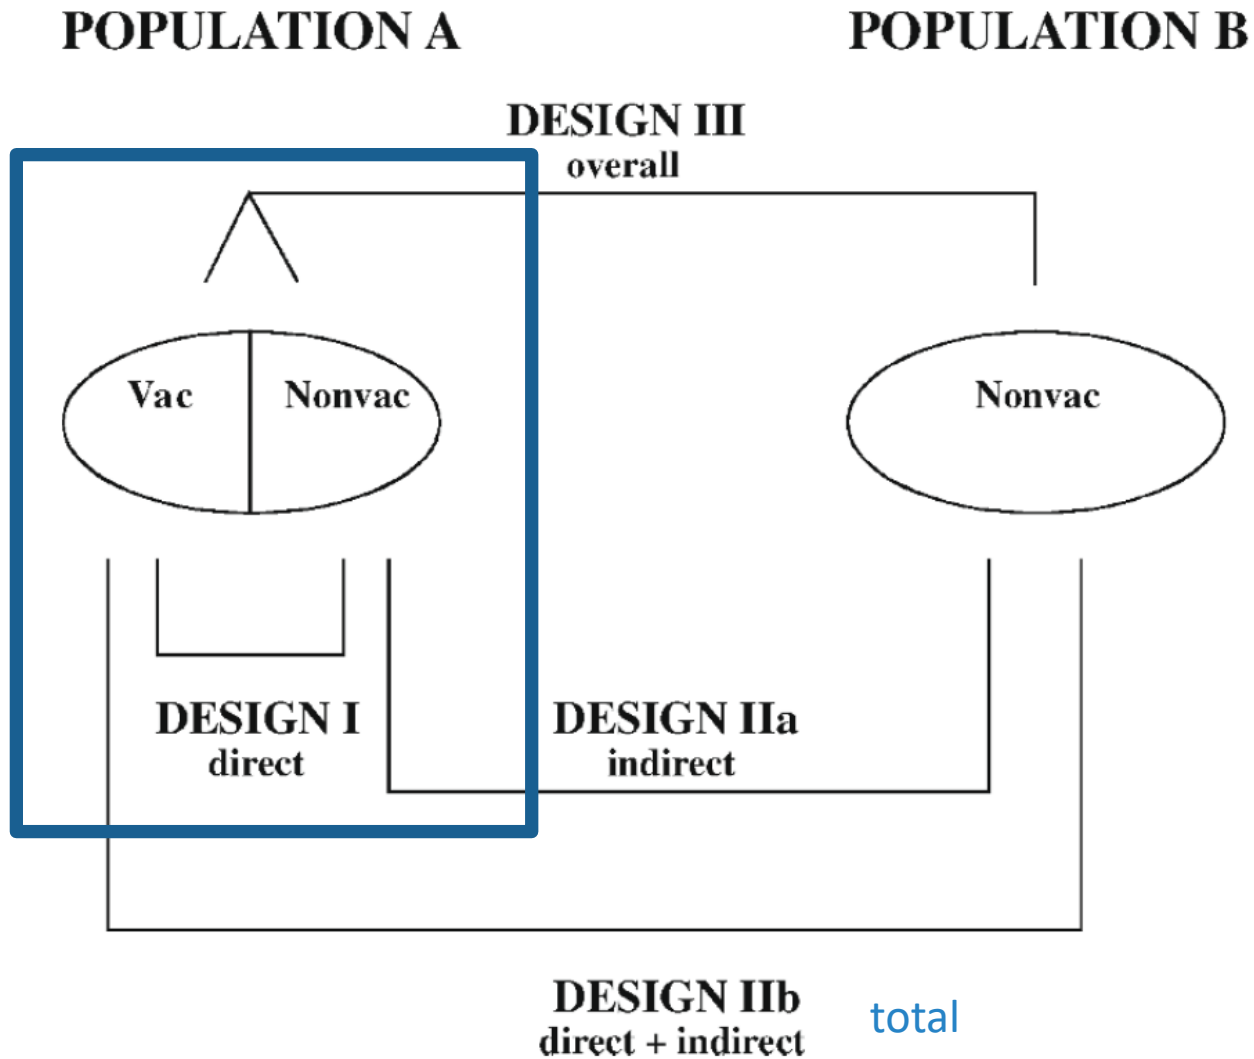 POPULATION A
POPULATION B
DESIGN III
overall
Vac
Nonvac
Nonvac
DESIGN I
direct
DESIGN IIa
indirect
DESIGN IIb
direct + indirect
total